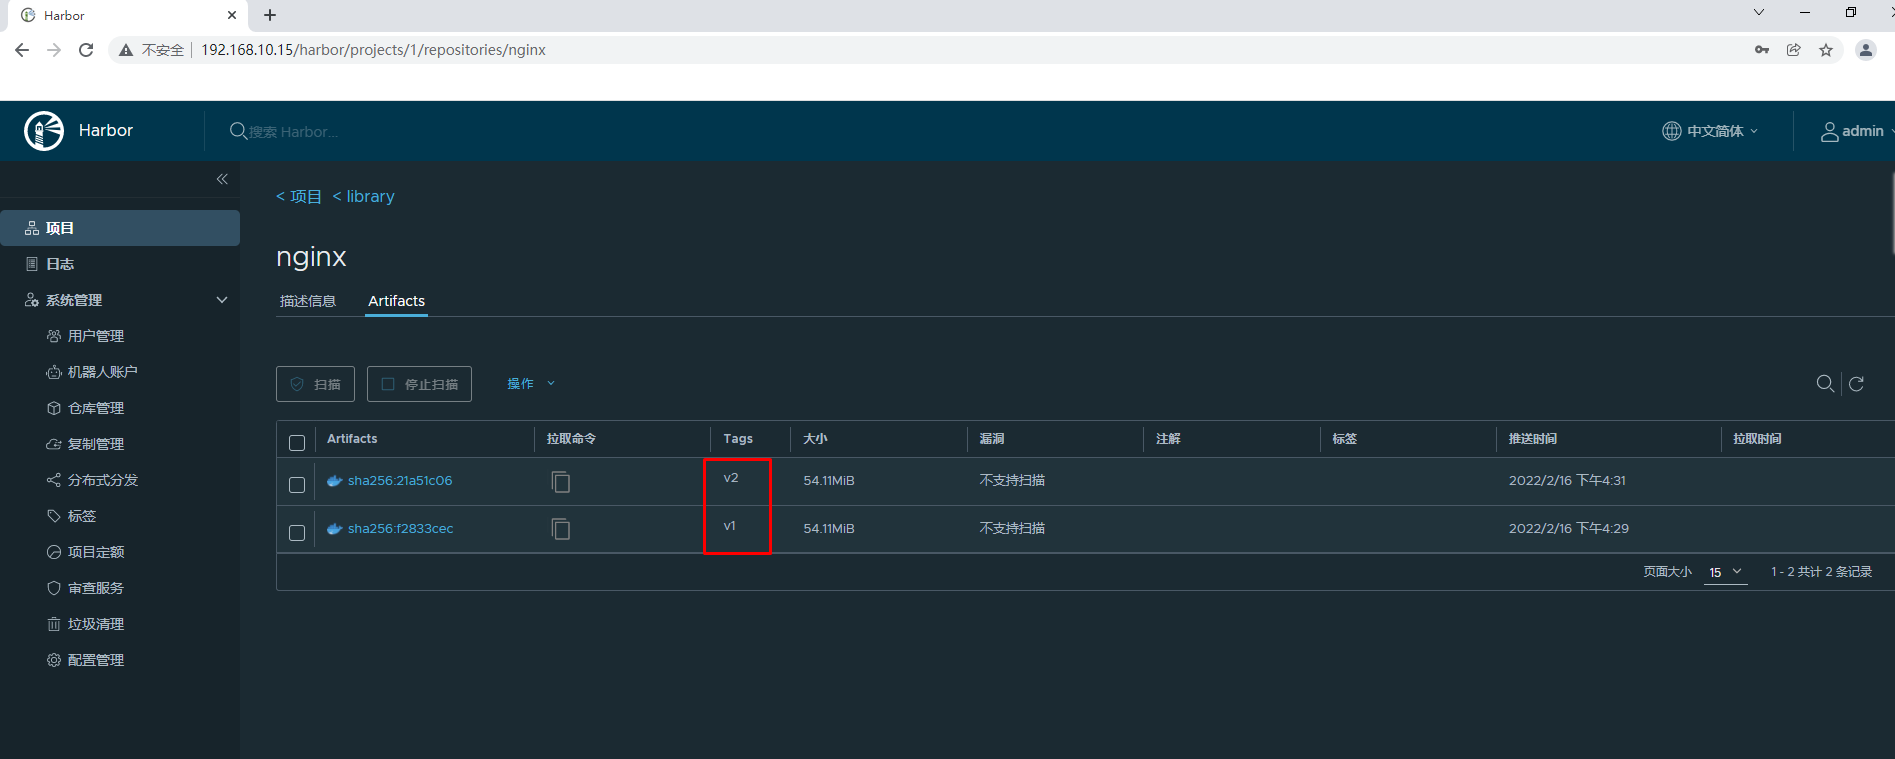 Harbor
不安全 192.168.10.15/harbor/projects/1/repositories/nginx
Harbor 搜索 Harbor... 中文简体 admin
< 项目 < library
项目
日志
系统管理
用户管理
机器人账户
仓库管理
复制管理
分布式分发
标签
项目定额
审查服务
垃圾清理
配置管理
nginx
描述信息 Artifacts
扫描 停止扫描 操作
Artifacts 拉取命令 Tags 大小 漏洞 注解 标签 推送时间 拉取时间
sha256:21a51c06 v2 54.11MiB 不支持扫描 2022/2/16 下午4:31
sha256:f2833cec v1 54.11MiB 不支持扫描 2022/2/16 下午4:29
页面大小 15 1 - 2 共计 2 条记录